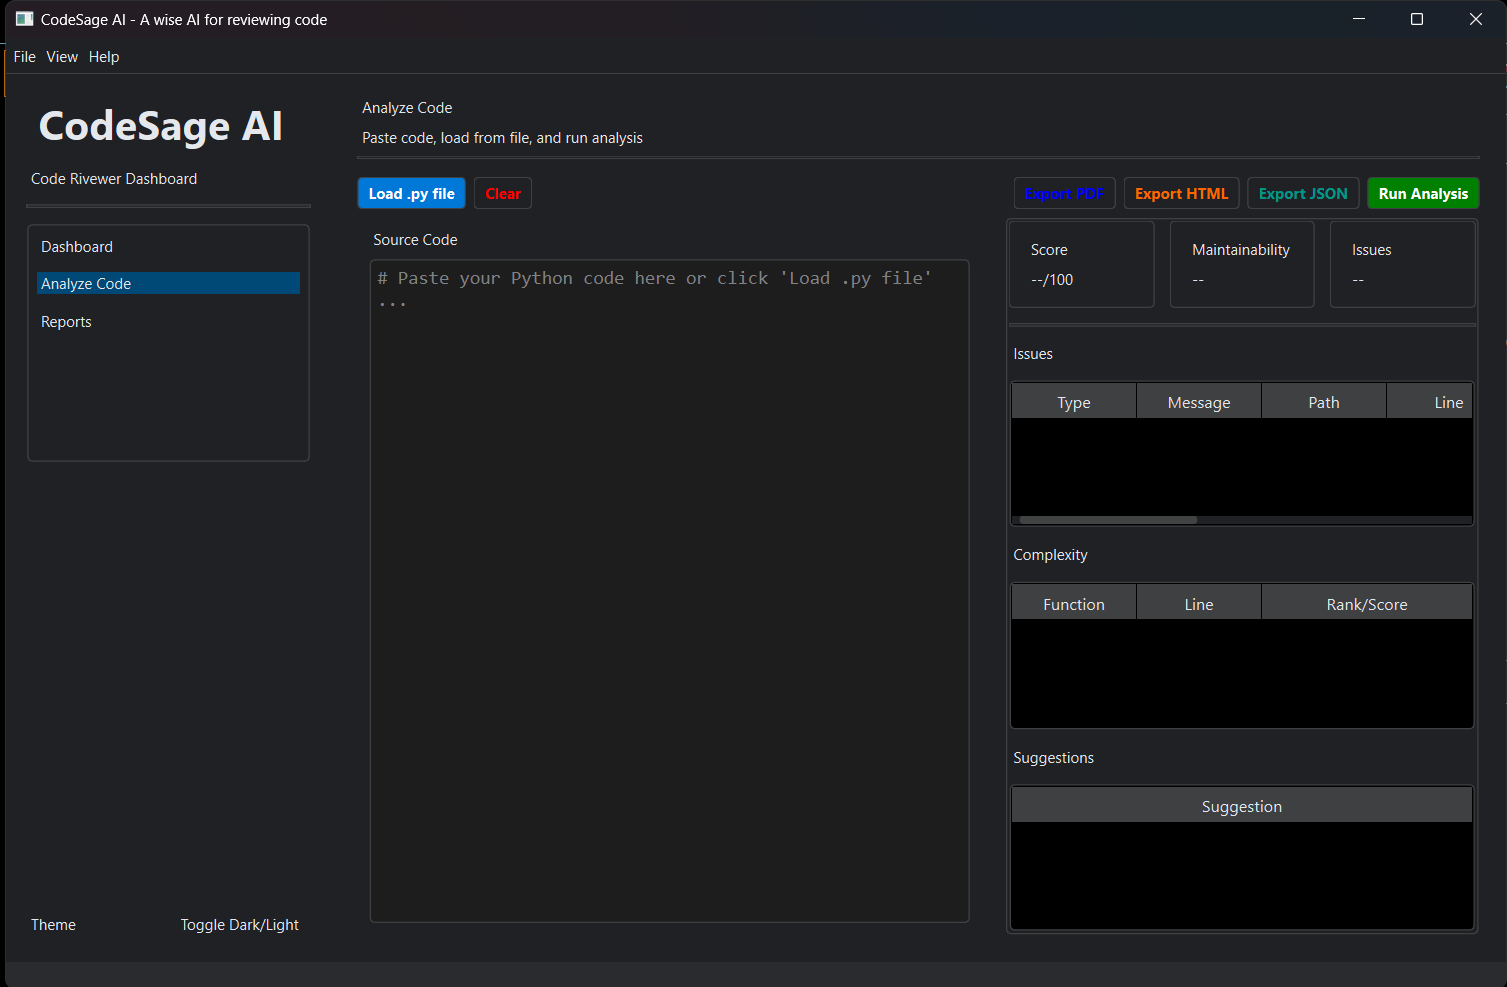 CodeSage AI - A wise AI for reviewing code
File View Help
CodeSage AI
Code Rivewer Dashboard
Dashboard
Analyze Code
Reports
Theme
Toggle Dark/Light
Analyze Code
Paste code, load from file, and run analysis
Load .py file
Clear
Export PDF
Export HTML
Export JSON
Run Analysis
Source Code
# Paste your Python code here or click 'Load .py file'
...
Score
--/100
Maintainability
--
Issues
--
Issues
Type Message Path Line
Complexity
Function Line Rank/Score
Suggestions
Suggestion